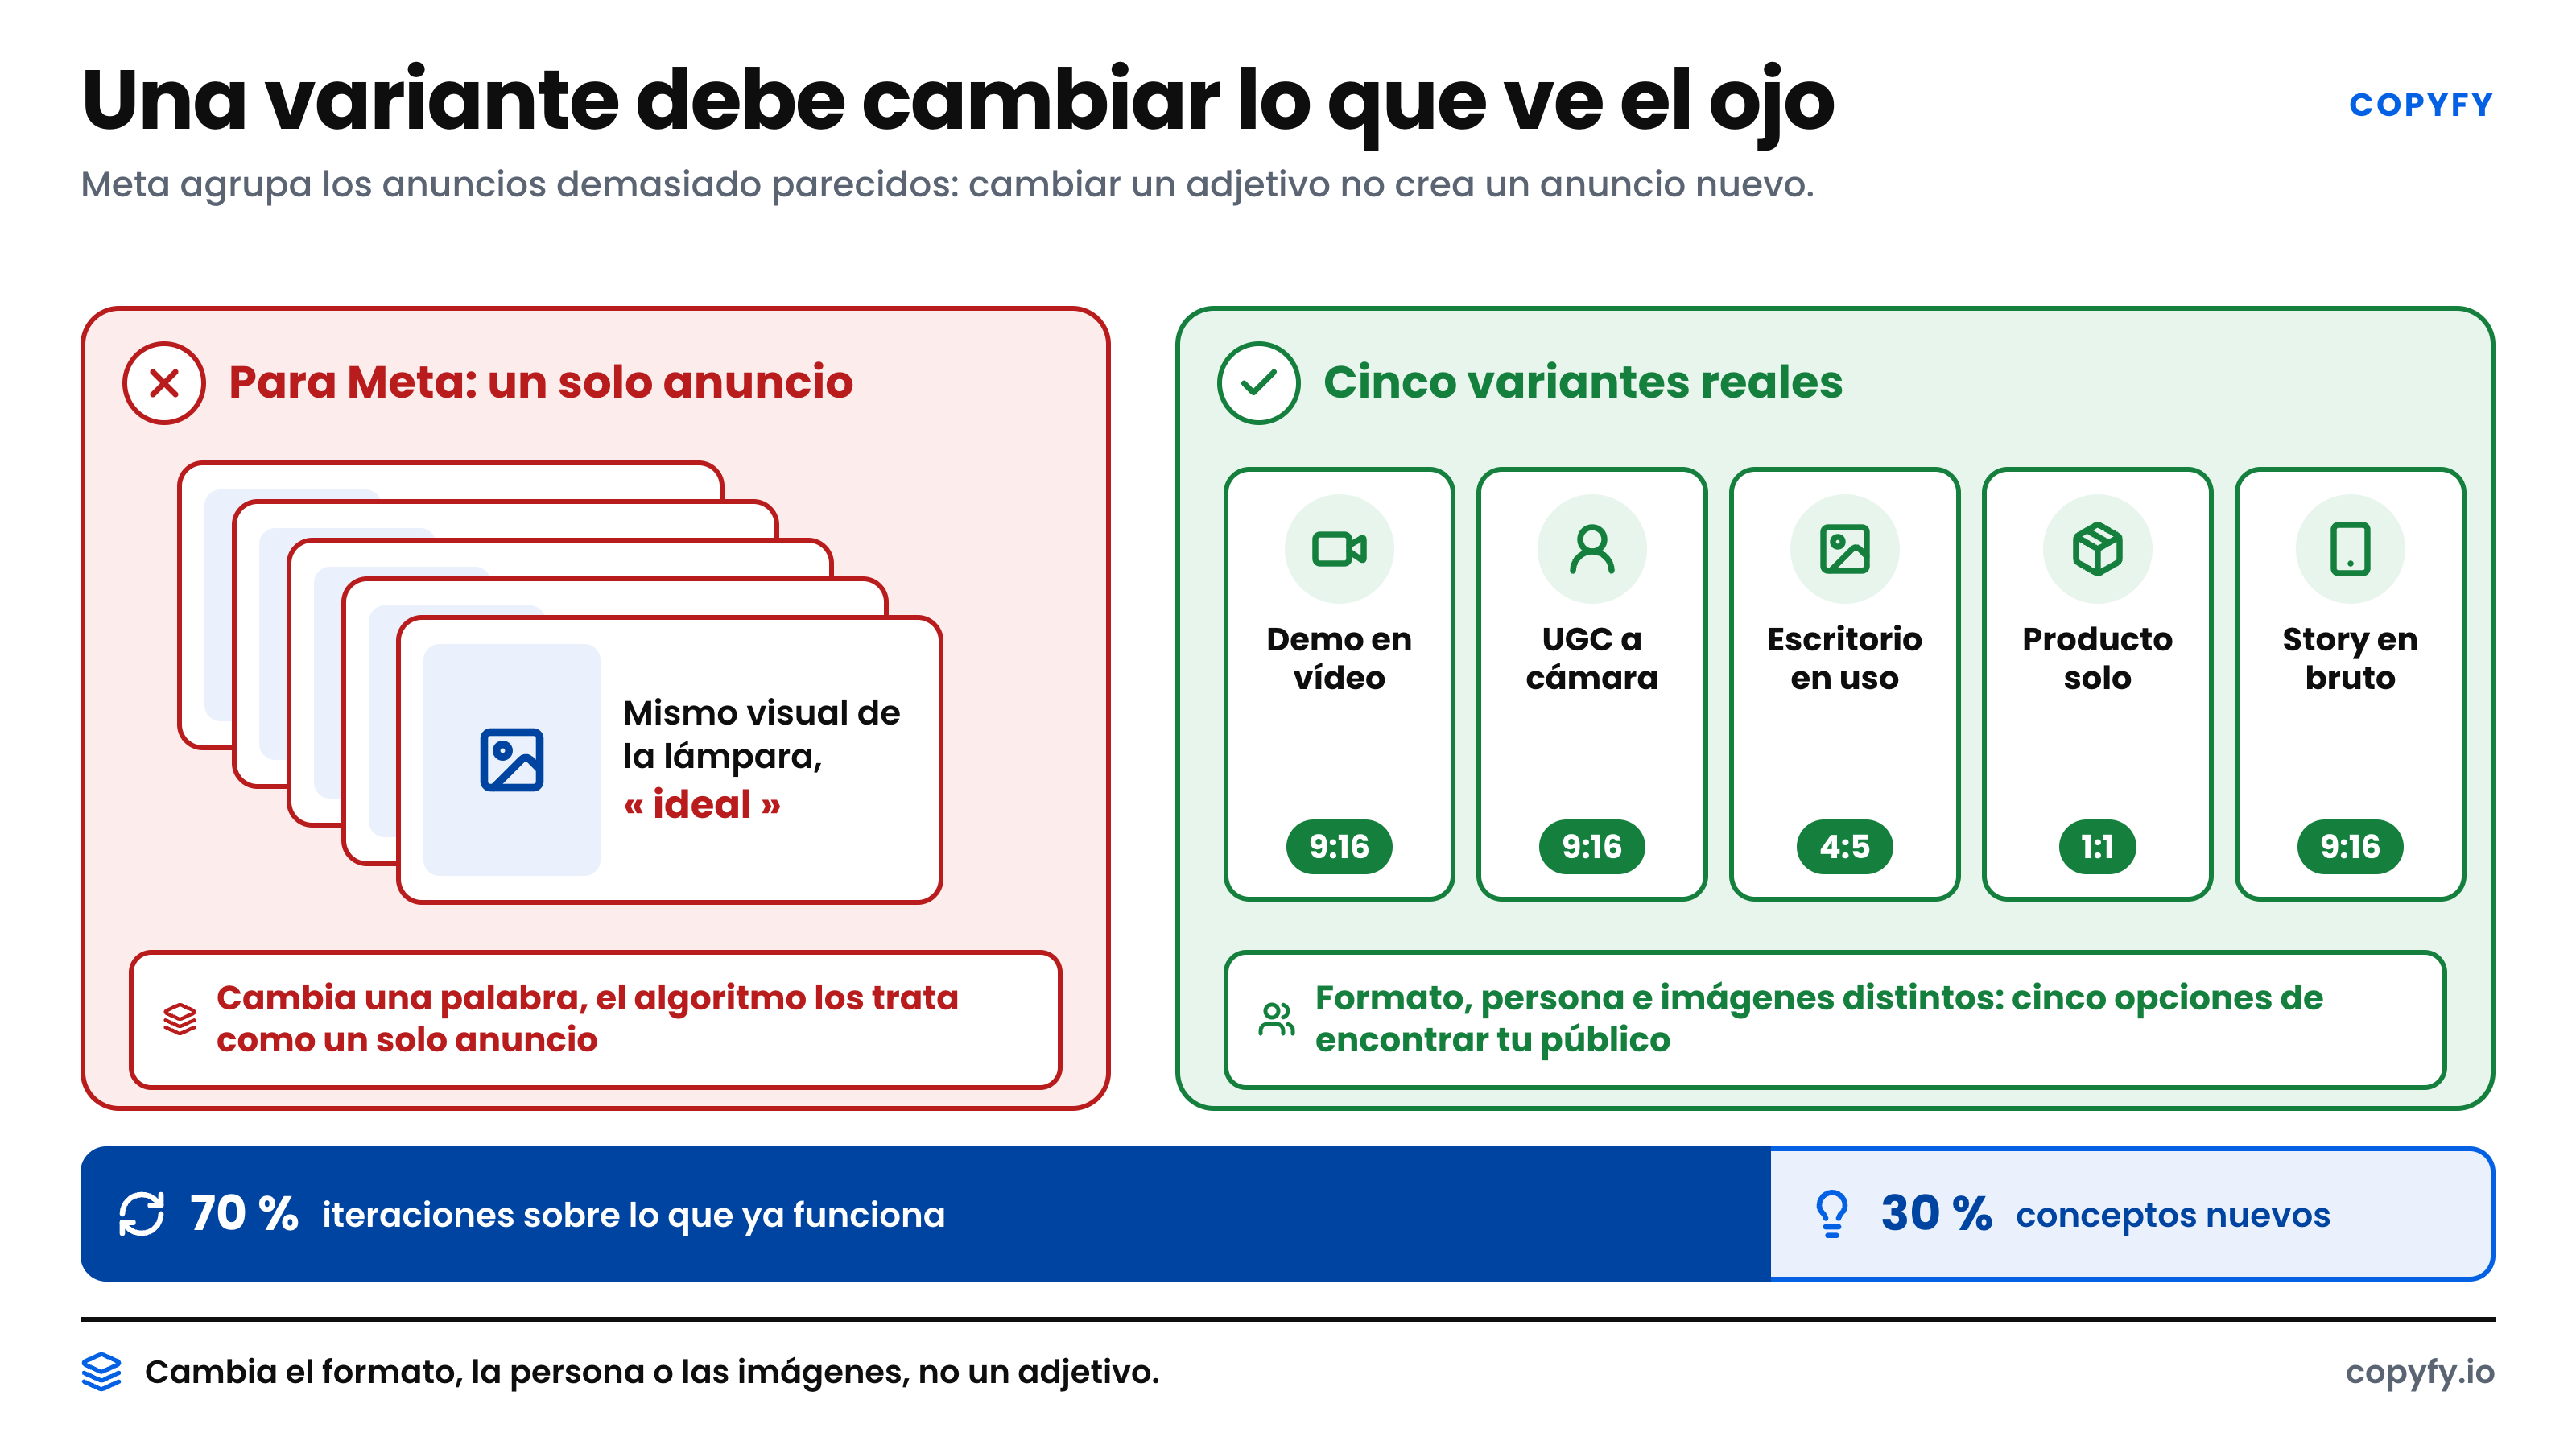 Una variante debe cambiar lo que ve el ojo
COPYFY
Meta agrupa los anuncios demasiado parecidos: cambiar un adjetivo no crea un anuncio nuevo.
Para Meta: un solo anuncio
Mismo visual de
la lámpara,
« ideal »
Cambia una palabra, el algoritmo los trata
como un solo anuncio
Cinco variantes reales
Demo en
vídeo
9:16
UGC a
cámara
9:16
Escritorio
en uso
4:5
Producto
solo
1:1
Story en
bruto
9:16
Formato, persona e imágenes distintos: cinco opciones de
encontrar tu público
70 % iteraciones sobre lo que ya funciona
30 % conceptos nuevos
Cambia el formato, la persona o las imágenes, no un adjetivo.
copyfy.io